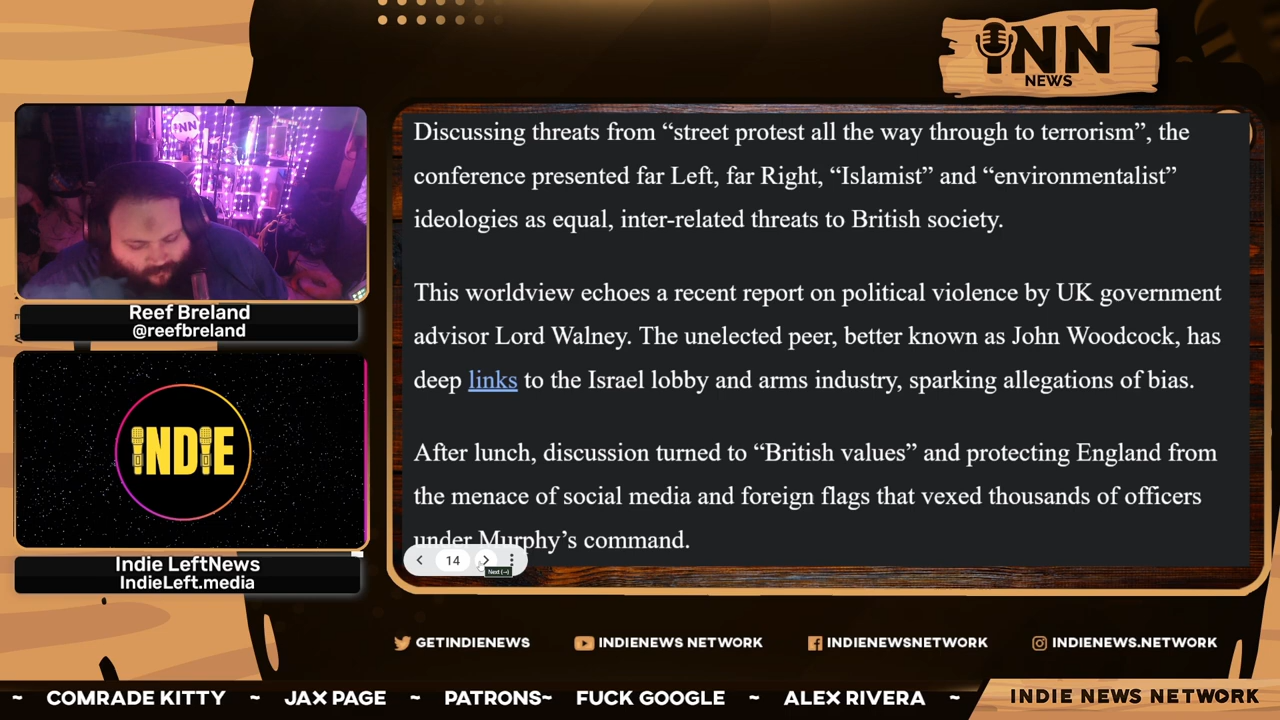 INN
NEWS
INN
Reef Breland
@reefbreland
INDIE
Indie LeftNews
IndieLeft.media
Discussing threats from “street protest all the way through to terrorism”, the
conference presented far Left, far Right, “Islamist” and “environmentalist”
ideologies as equal, inter-related threats to British society.
This worldview echoes a recent report on political violence by UK government
advisor Lord Walney. The unelected peer, better known as John Woodcock, has
deep links to the Israel lobby and arms industry, sparking allegations of bias.
After lunch, discussion turned to “British values” and protecting England from
the menace of social media and foreign flags that vexed thousands of officers
under Murphy’s command.
14
Next (→)
GETINDIENEWS
INDIENEWS NETWORK
INDIENEWSNETWORK
INDIENEWS.NETWORK
~ COMRADE KITTY ~ JAX PAGE ~ PATRONS~ FUCK GOOGLE ~ ALEX RIVERA ~
INDIE NEWS NETWORK